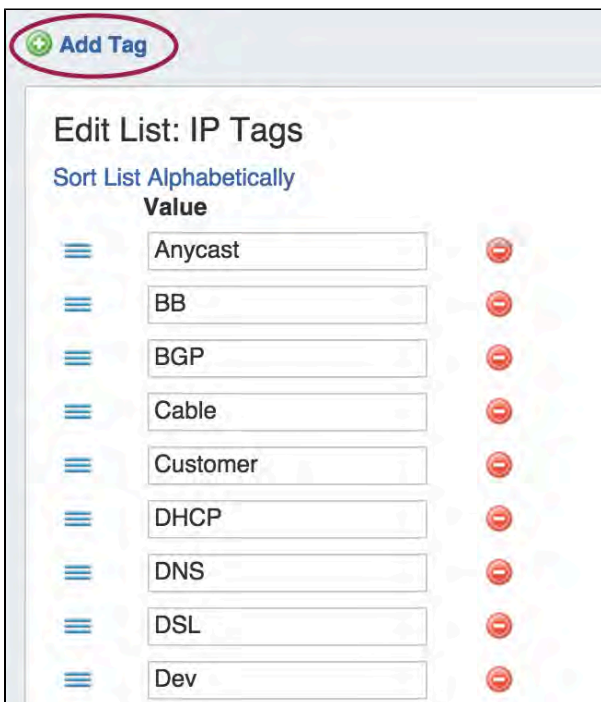 Add Tag
Edit List: IP Tags
Sort List Alphabetically
Value
Anycast
BB
BGP
Cable
Customer
DHCP
DNS
DSL
Dev